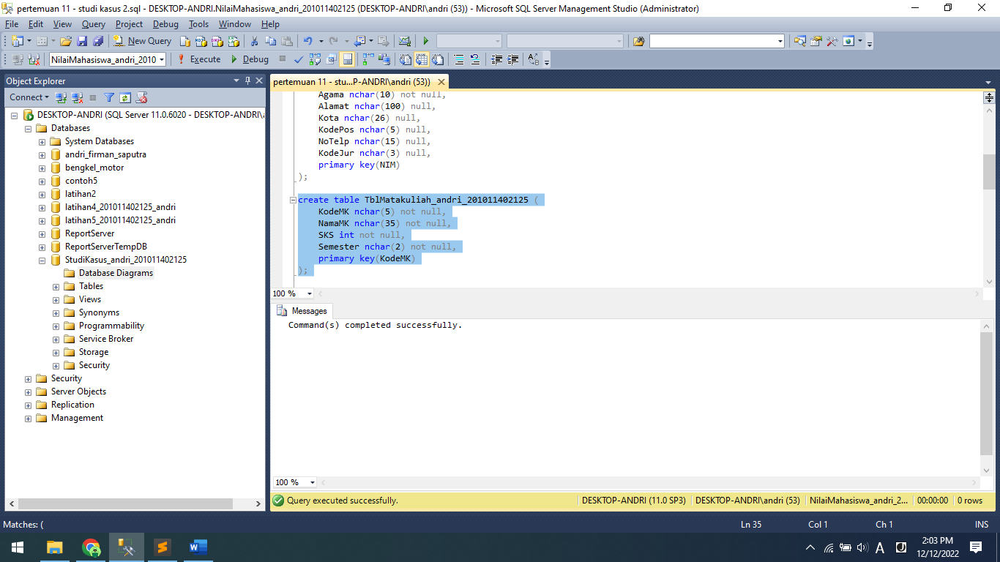 pertemuan 11 - studi kasus 2.sql - DESKTOP-ANDRI.NilaiMahasiswa_andri_201011402125 (DESKTOP-ANDRI\andri (53)) - Microsoft SQL Server Management Studio (Administrator)
File Edit View Query Project Debug Tools Window Help
New Query
NilaiMahasiswa_andri_2010 Execute Debug
Object Explorer
Connect
DESKTOP-ANDRI (SQL Server 11.0.6020 - DESKTOP-ANDRI\
Databases
System Databases
andri_firman_saputra
bengkel_motor
contoh5
latihan2
latihan4_201011402125_andri
latihan5_201011402125_andri
ReportServer
ReportServerTempDB
StudiKasus_andri_201011402125
Database Diagrams
Tables
Views
Synonyms
Programmability
Service Broker
Storage
Security
Security
Server Objects
Replication
Management
pertemuan 11 - stu...P-ANDRI\andri (53))
Agama nchar(10) not null,
Alamat nchar(100) null,
Kota nchar(26) null,
KodePos nchar(5) null,
NoTelp nchar(15) null,
KodeJur nchar(3) null,
primary key(NIM)
);
create table TblMatakuliah_andri_201011402125 (
KodeMK nchar(5) not null,
NamaMK nchar(35) not null,
SKS int not null,
Semester nchar(2) not null,
primary key(KodeMK)
);
100 %
Messages
Command(s) completed successfully.
100 %
Query executed successfully. DESKTOP-ANDRI (11.0 SP3) DESKTOP-ANDRI\andri (53) NilaiMahasiswa_andri_2... 00:00:00 0 rows
Matches: ( Ln 35 Col 1 Ch 1 INS
A 2:03 PM
12/12/2022